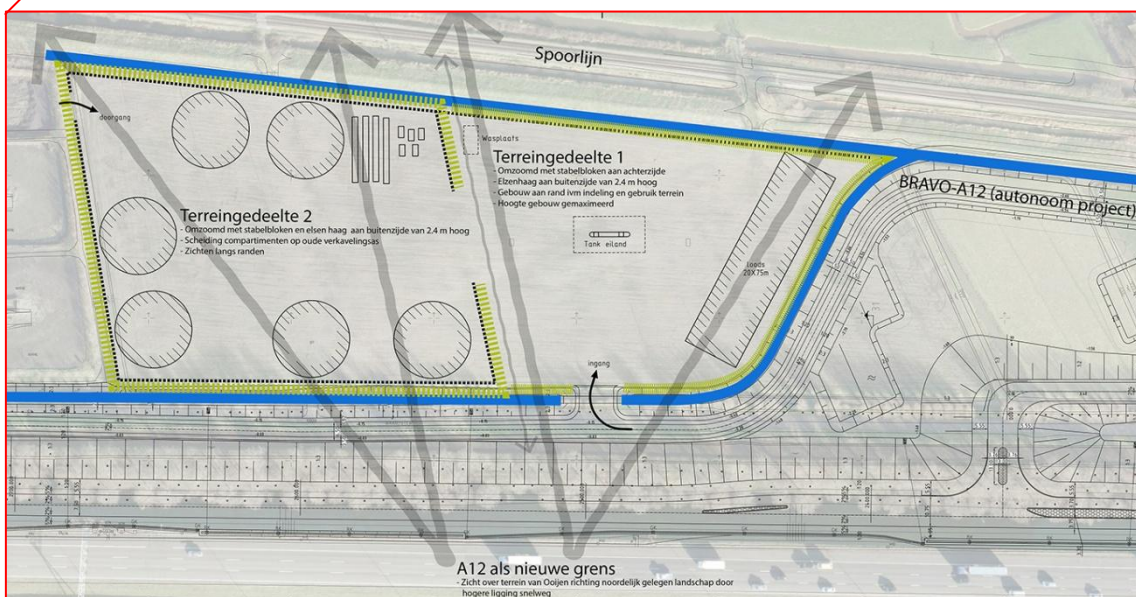 Spoorlijn
doorgang
Wasplaats
Terreingedeelte 1
- Omzoomd met stabelbloken aan achterzijde
- Elzenhaag aan buitenzijde van 2.4 m hoog
- Gebouw aan rand ivm indeling en gebruik terrein
- Hoogte gebouw gemaximeerd
BRAVO-A12 (autonoom project)
Terreingedeelte 2
- Omzoomd met stabelbloken en elsen haag aan buitenzijde van 2.4 m hoog
- Scheiding compartimenten op oude verkavelingsas
- Zichten langs randen
Tank eiland
loods
20X75m
ingang
A12 als nieuwe grens
- Zicht over terrein van Ooijen richting noordelijk gelegen landschap door
hogere ligging snelweg